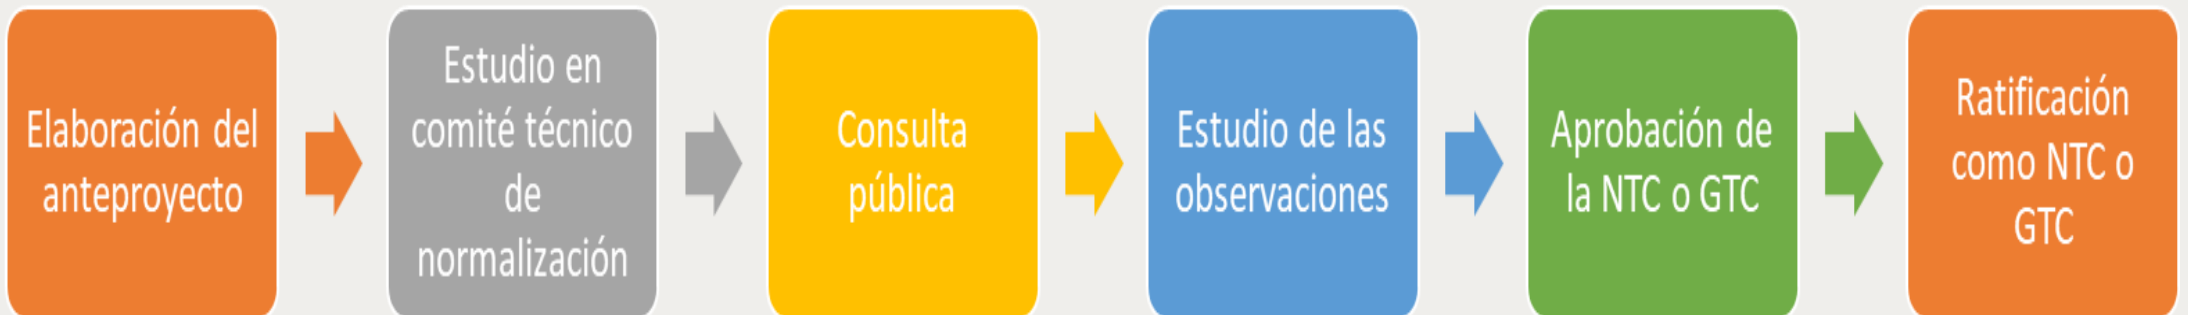 Elaboración del
anteproyecto
Estudio en
comité técnico
de
normalización
Consulta
pública
Estudio de las
observaciones
Aprobación de
la NTC o GTC
Ratificación
como NTC o
GTC